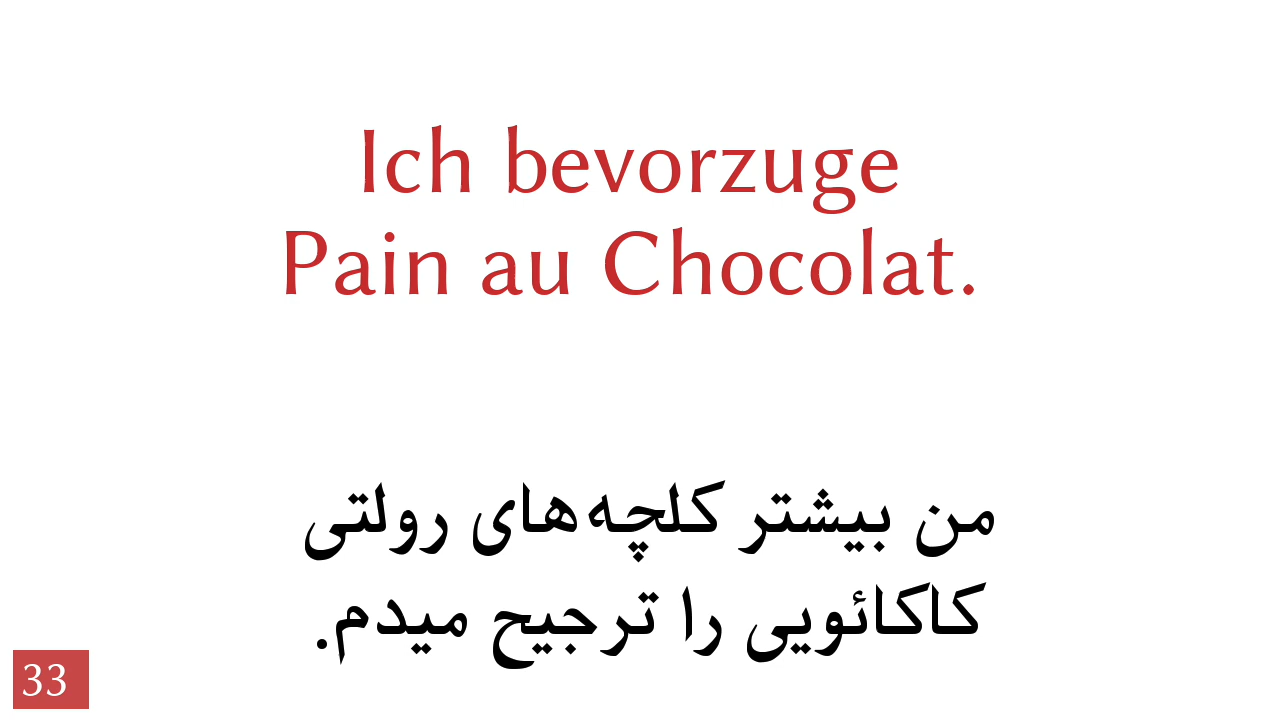 Ich bevorzuge
Pain au Chocolat.
من بیشتر کلچه‌های رولتی
کاکائویی را ترجیح میدم.
33